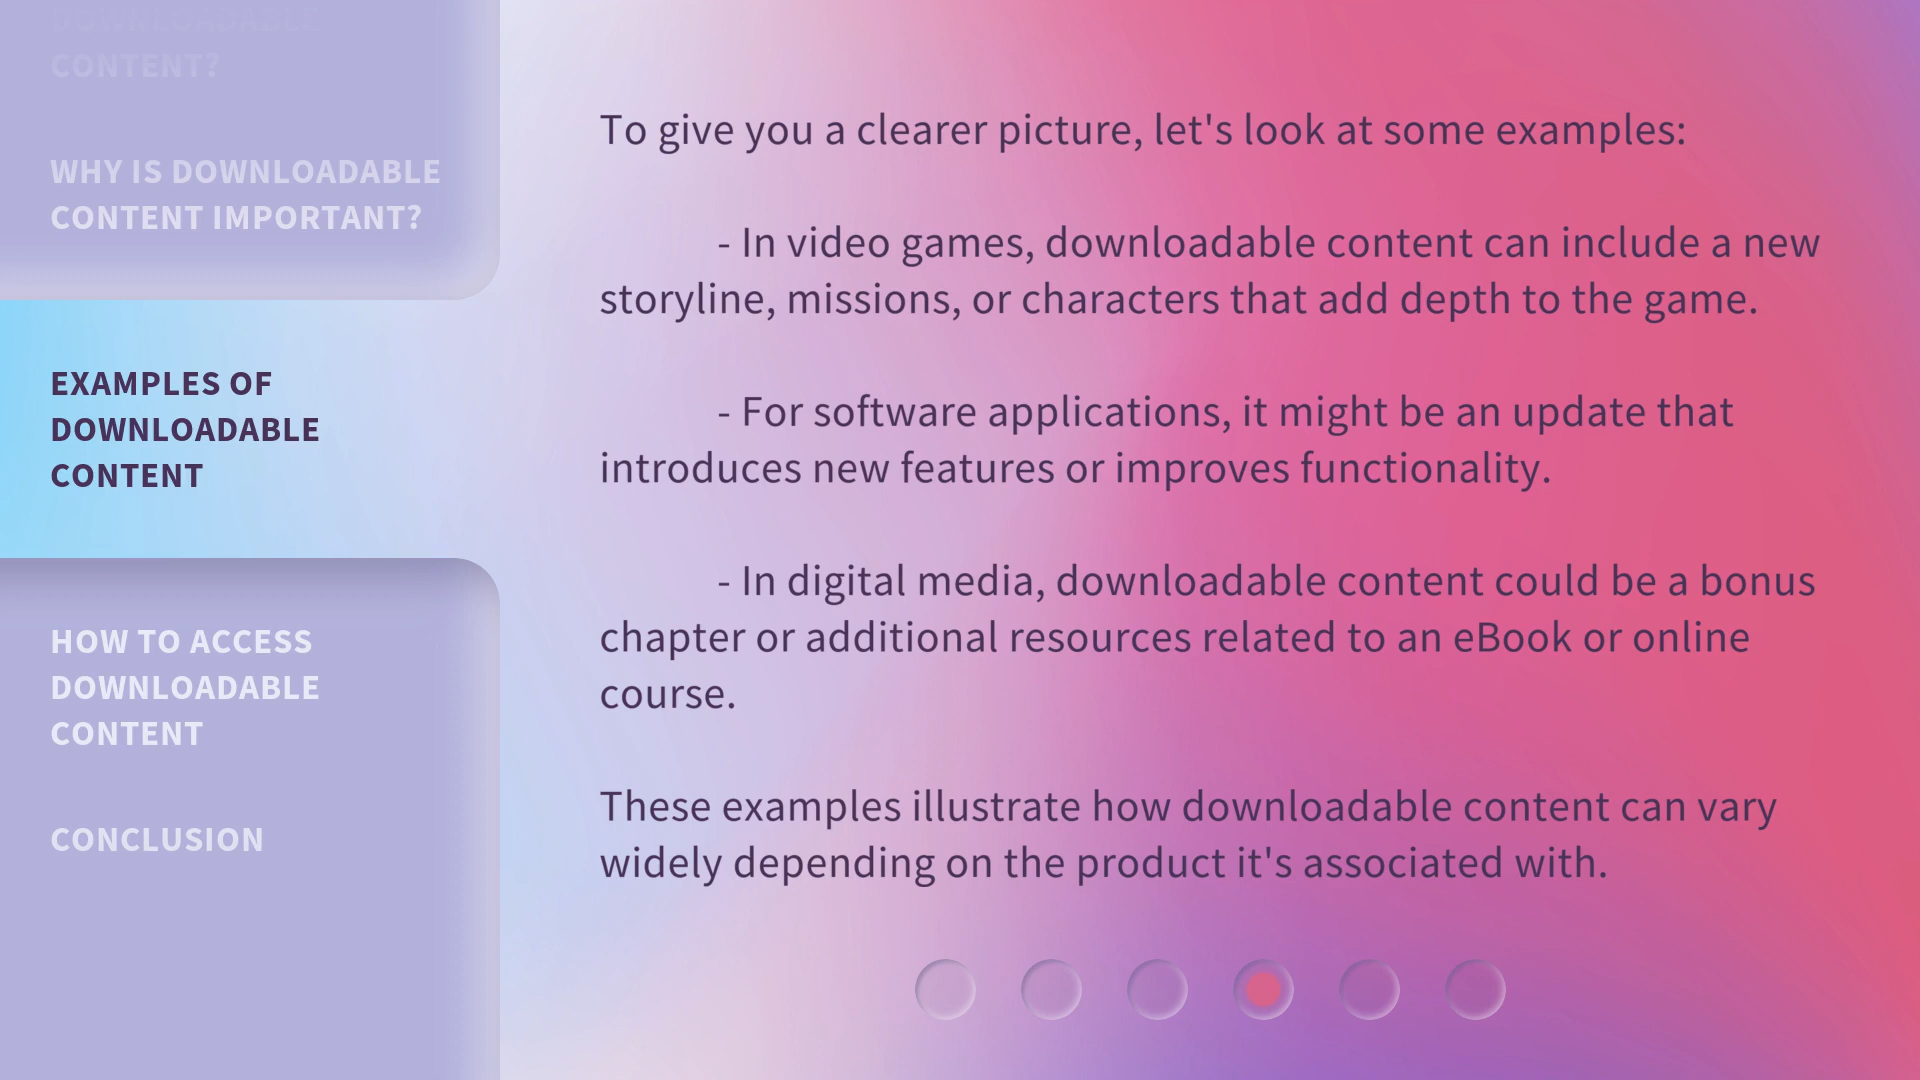 DOWNLOADABLE
CONTENT?
WHY IS DOWNLOADABLE
CONTENT IMPORTANT?
EXAMPLES OF
DOWNLOADABLE
CONTENT
HOW TO ACCESS
DOWNLOADABLE
CONTENT
CONCLUSION
To give you a clearer picture, let's look at some examples:
- In video games, downloadable content can include a new
storyline, missions, or characters that add depth to the game.
- For software applications, it might be an update that
introduces new features or improves functionality.
- In digital media, downloadable content could be a bonus
chapter or additional resources related to an eBook or online
course.
These examples illustrate how downloadable content can vary
widely depending on the product it's associated with.